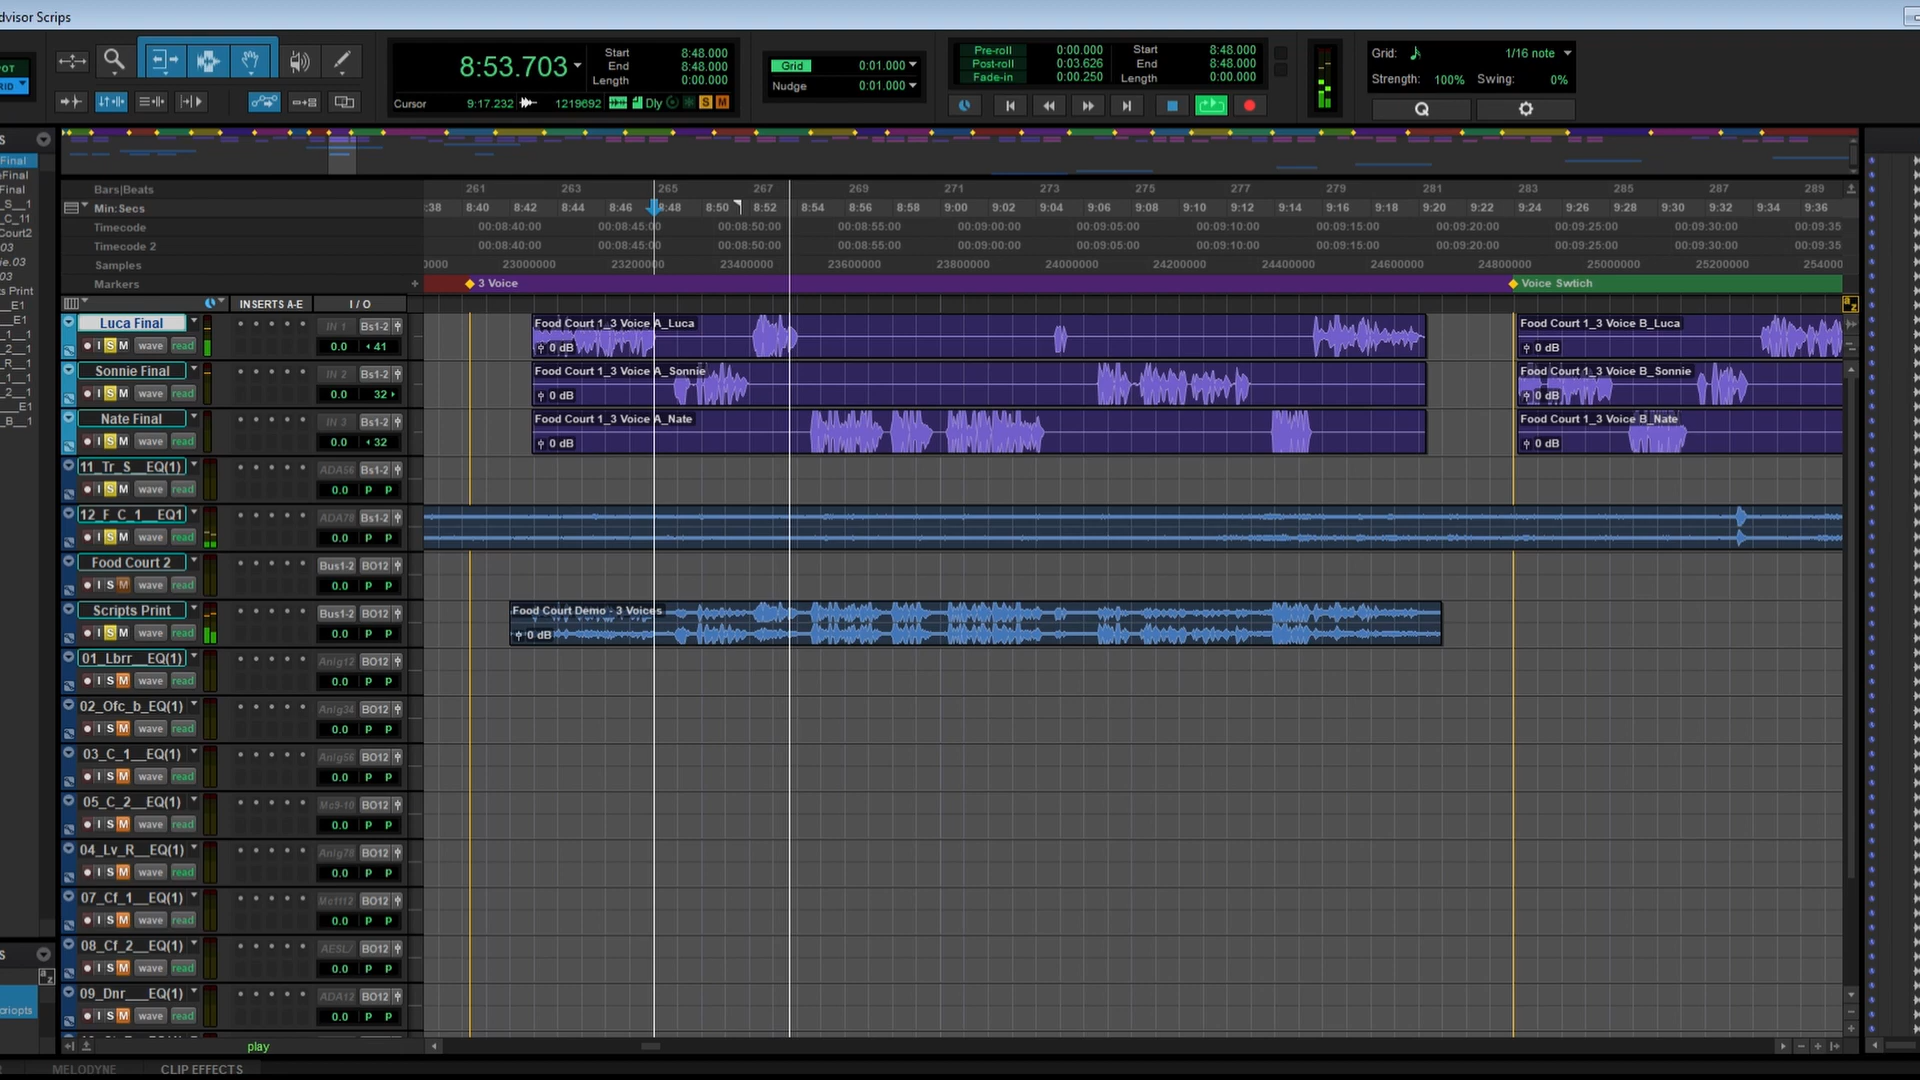 dvisor Scrips
8:53.703
Start 8:48.000
End 8:48.000
Length 0:00.000
Cursor 9:17.232 1219692 Dly S M
Grid 0:01.000
Nudge 0:01.000
Pre-roll 0:00.000 Start 8:48.000
Post-roll 0:03.626 End 8:48.000
Fade-in 0:00.250 Length 0:00.000
Grid: 1/16 note
Strength: 100% Swing: 0%
Q
Bars|Beats 261 263 265 267 269 271 273 275 277 279 281 283 285 287 289
Min:Secs :38 8:40 8:42 8:44 8:46 8:48 8:50 8:52 8:54 8:56 8:58 9:00 9:02 9:04 9:06 9:08 9:10 9:12 9:14 9:16 9:18 9:20 9:22 9:24 9:26 9:28 9:30 9:32 9:34 9:36
Timecode 00:08:40:00 00:08:45:00 00:08:50:00 00:08:55:00 00:09:00:00 00:09:05:00 00:09:10:00 00:09:15:00 00:09:20:00 00:09:25:00 00:09:30:00 00:09:35
Timecode 2 00:08:40:00 00:08:45:00 00:08:50:00 00:08:55:00 00:09:00:00 00:09:05:00 00:09:10:00 00:09:15:00 00:09:20:00 00:09:25:00 00:09:30:00 00:09:35
Samples 0000 23000000 23200000 23400000 23600000 23800000 24000000 24200000 24400000 24600000 24800000 25000000 25200000 254000
Markers + 3 Voice Voice Swtich
INSERTS A-E I / O
Luca Final IN 1 Bs1-2 Food Court 1_3 Voice A_Luca Food Court 1_3 Voice B_Luca
I S M wave read 0.0 41 0 dB 0 dB
Sonnie Final IN 2 Bs1-2 Food Court 1_3 Voice A_Sonnie Food Court 1_3 Voice B_Sonnie
I S M wave read 0.0 32 0 dB 0 dB
Nate Final IN 3 Bs1-2 Food Court 1_3 Voice A_Nate Food Court 1_3 Voice B_Nate
I S M wave read 0.0 32 0 dB 0 dB
11_Tr_S__EQ(1) ADA56 Bs1-2
I S M wave read 0.0 P P
12_F_C_1__EQ1 ADA78 Bs1-2
I S M wave read 0.0 P P
Food Court 2 Bus1-2 BO12
I S M wave read 0.0 P P
Scripts Print Bus1-2 BO12 Food Court Demo - 3 Voices
I S M wave read 0.0 P P 0 dB
01_Lbrr__EQ(1) Anlg12 BO12
I S M wave read 0.0 P P
02_Ofc_b_EQ(1) Anlg34 BO12
I S M wave read 0.0 P P
03_C_1__EQ(1) Anlg56 BO12
I S M wave read 0.0 P P
05_C_2__EQ(1) Mc9-10 BO12
I S M wave read 0.0 P P
04_Lv_R__EQ(1) Anlg78 BO12
I S M wave read 0.0 P P
07_Cf_1__EQ(1) Mc1112 BO12
I S M wave read 0.0 P P
08_Cf_2__EQ(1) AESL/ BO12
I S M wave read 0.0 P P
09_Dnr___EQ(1) ADA12 BO12
I S M wave read 0.0 P P
play
MELODYNE CLIP EFFECTS